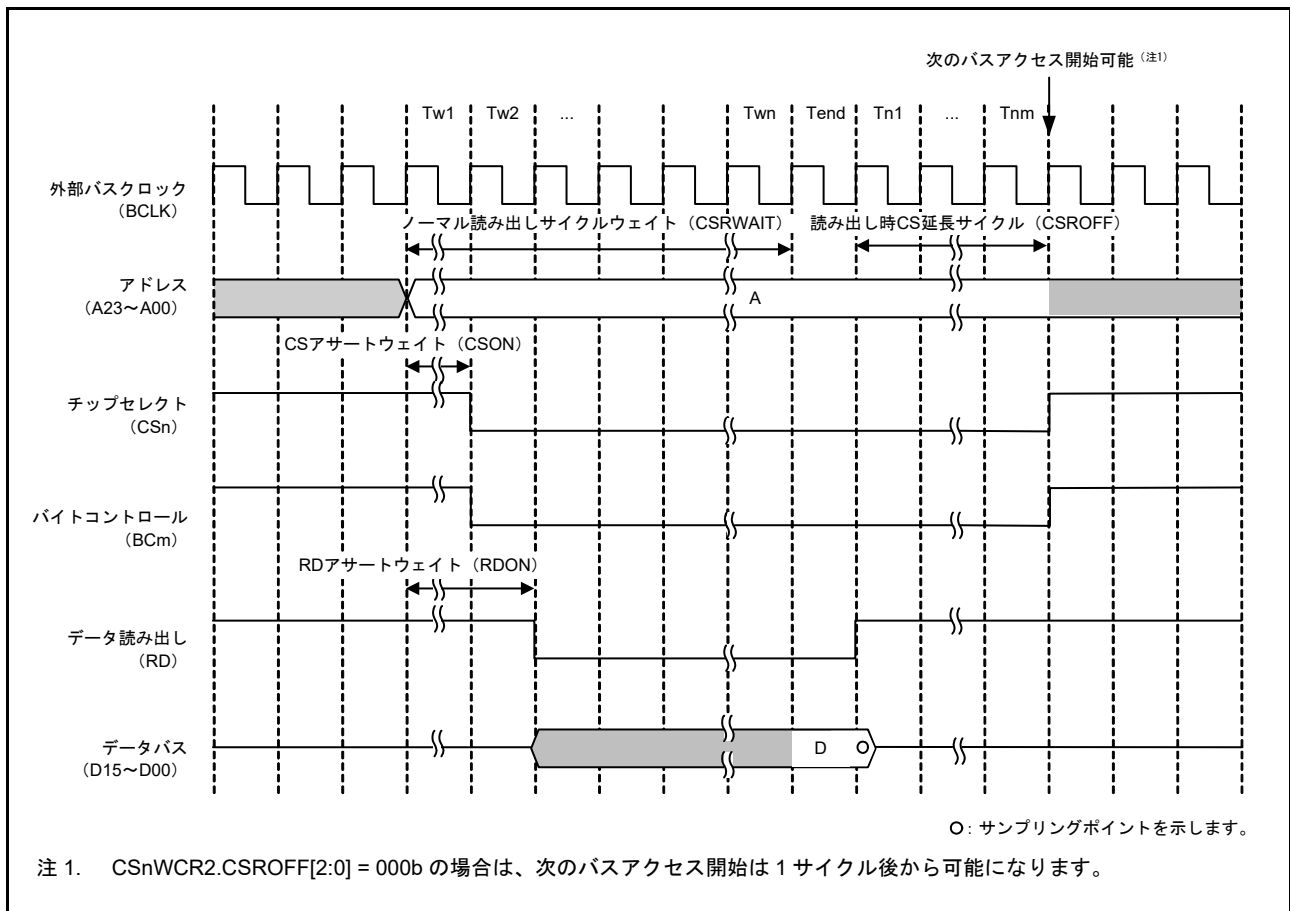 次のバスアクセス開始可能（注1）
Tw1 Tw2 ... Twn Tend Tn1 ... Tnm
外部バスクロック
（BCLK）
ノーマル読み出しサイクルウェイト（CSRWAIT）
読み出し時CS延長サイクル（CSROFF）
アドレス
（A23～A00）
A
CSアサートウェイト（CSON）
チップセレクト
（CSn）
バイトコントロール
（BCm）
RDアサートウェイト（RDON）
データ読み出し
（RD）
データバス
（D15～D00）
D
：サンプリングポイントを示します。
注 1. CSnWCR2.CSROFF[2:0] = 000b の場合は、次のバスアクセス開始は 1 サイクル後から可能になります。